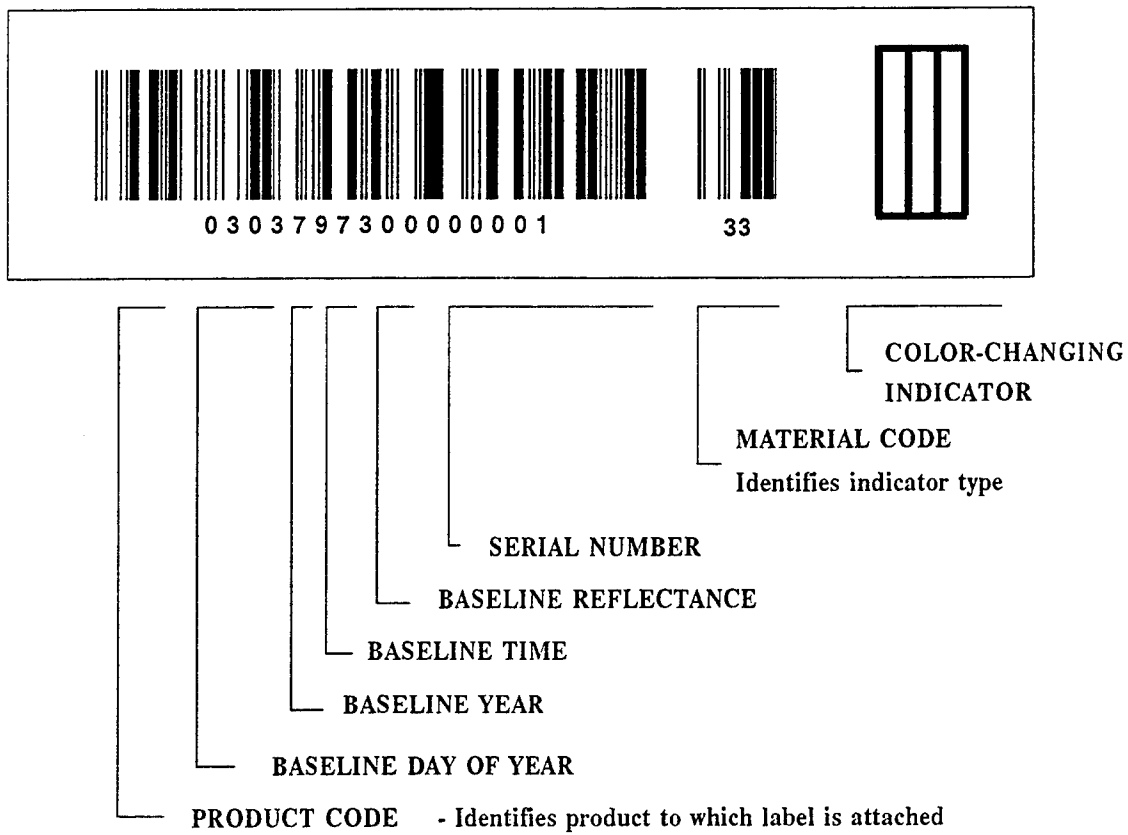 0303797300000001
33
COLOR-CHANGING
INDICATOR
MATERIAL CODE
Identifies indicator type
SERIAL NUMBER
BASELINE REFLECTANCE
BASELINE TIME
BASELINE YEAR
BASELINE DAY OF YEAR
PRODUCT CODE - Identifies product to which label is attached